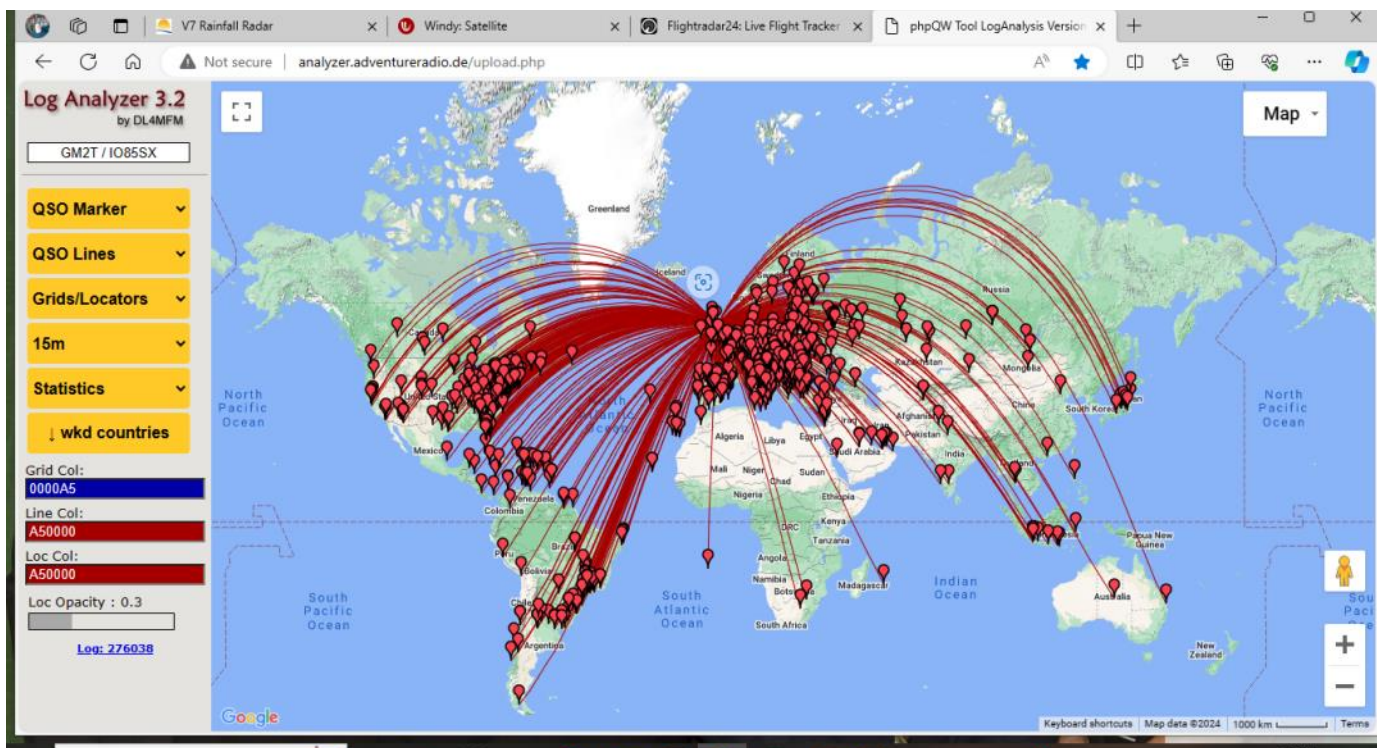 V7 Rainfall Radar
Windy: Satellite
Flightradar24: Live Flight Tracker
phpQW Tool LogAnalysis Version
Not secure | analyzer.adventureradio.de/upload.php
Log Analyzer 3.2
by DL4MFM
GM2T / IO85SX
QSO Marker
QSO Lines
Grids/Locators
15m
Statistics
↓ wkd countries
Grid Col:
0000A5
Line Col:
A50000
Loc Col:
A50000
Loc Opacity : 0.3
Log: 276038
Map
Greenland
Iceland
Finland
Russia
Kazakhstan
Mongolia
China
South Korea
North
Pacific
Ocean
North
Pacific
Ocean
Mexico
Algeria
Libya
Egypt
Saudi Arabia
Iraq
Afghanistan
Pakistan
India
Mali
Niger
Chad
Sudan
Nigeria
Ethiopia
Venezuela
Colombia
DRC
Kenya
Tanzania
Papua New
Guinea
Peru
Bolivia
Angola
Namibia
Madagascar
South
Pacific
Ocean
South
Atlantic
Ocean
Indian
Ocean
Australia
South Africa
Argentina
New
Zealand
Google
Keyboard shortcuts
Map data ©2024
1000 km
Terms